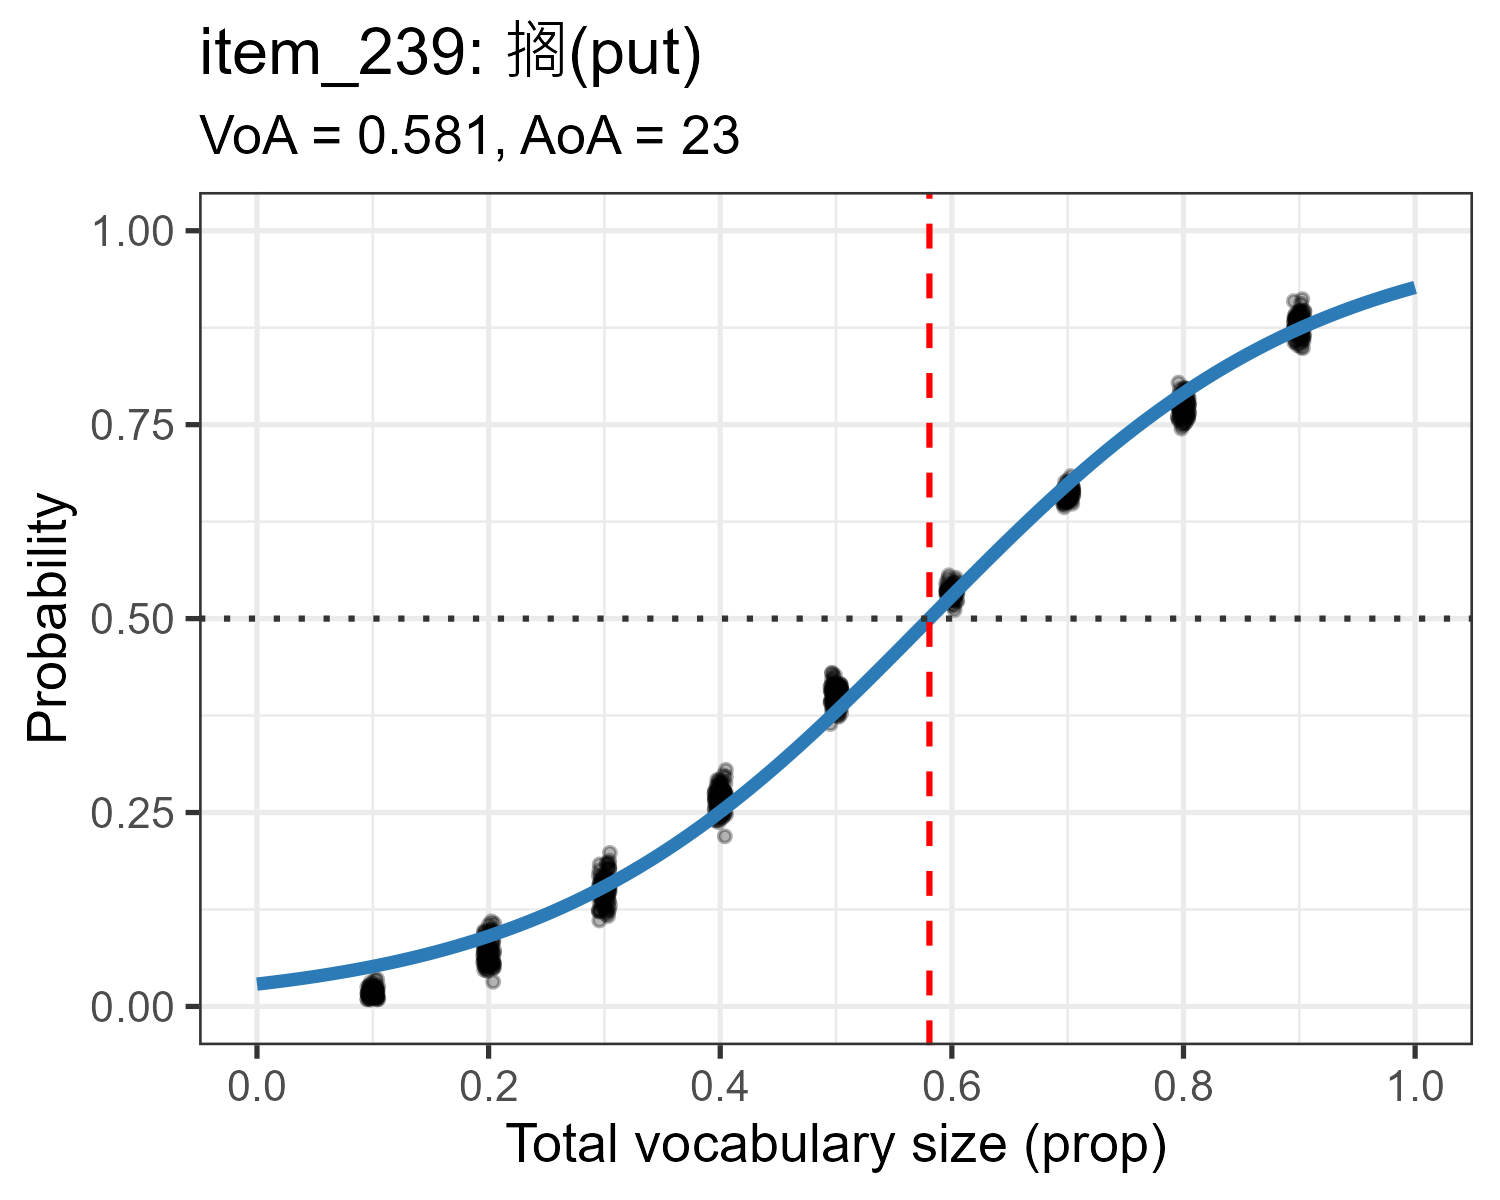 item_239: 搁(put)
VoA = 0.581, AoA = 23
1.00
0.75
0.50
0.25
0.00
Probability
0.0 0.2 0.4 0.6 0.8 1.0
Total vocabulary size (prop)